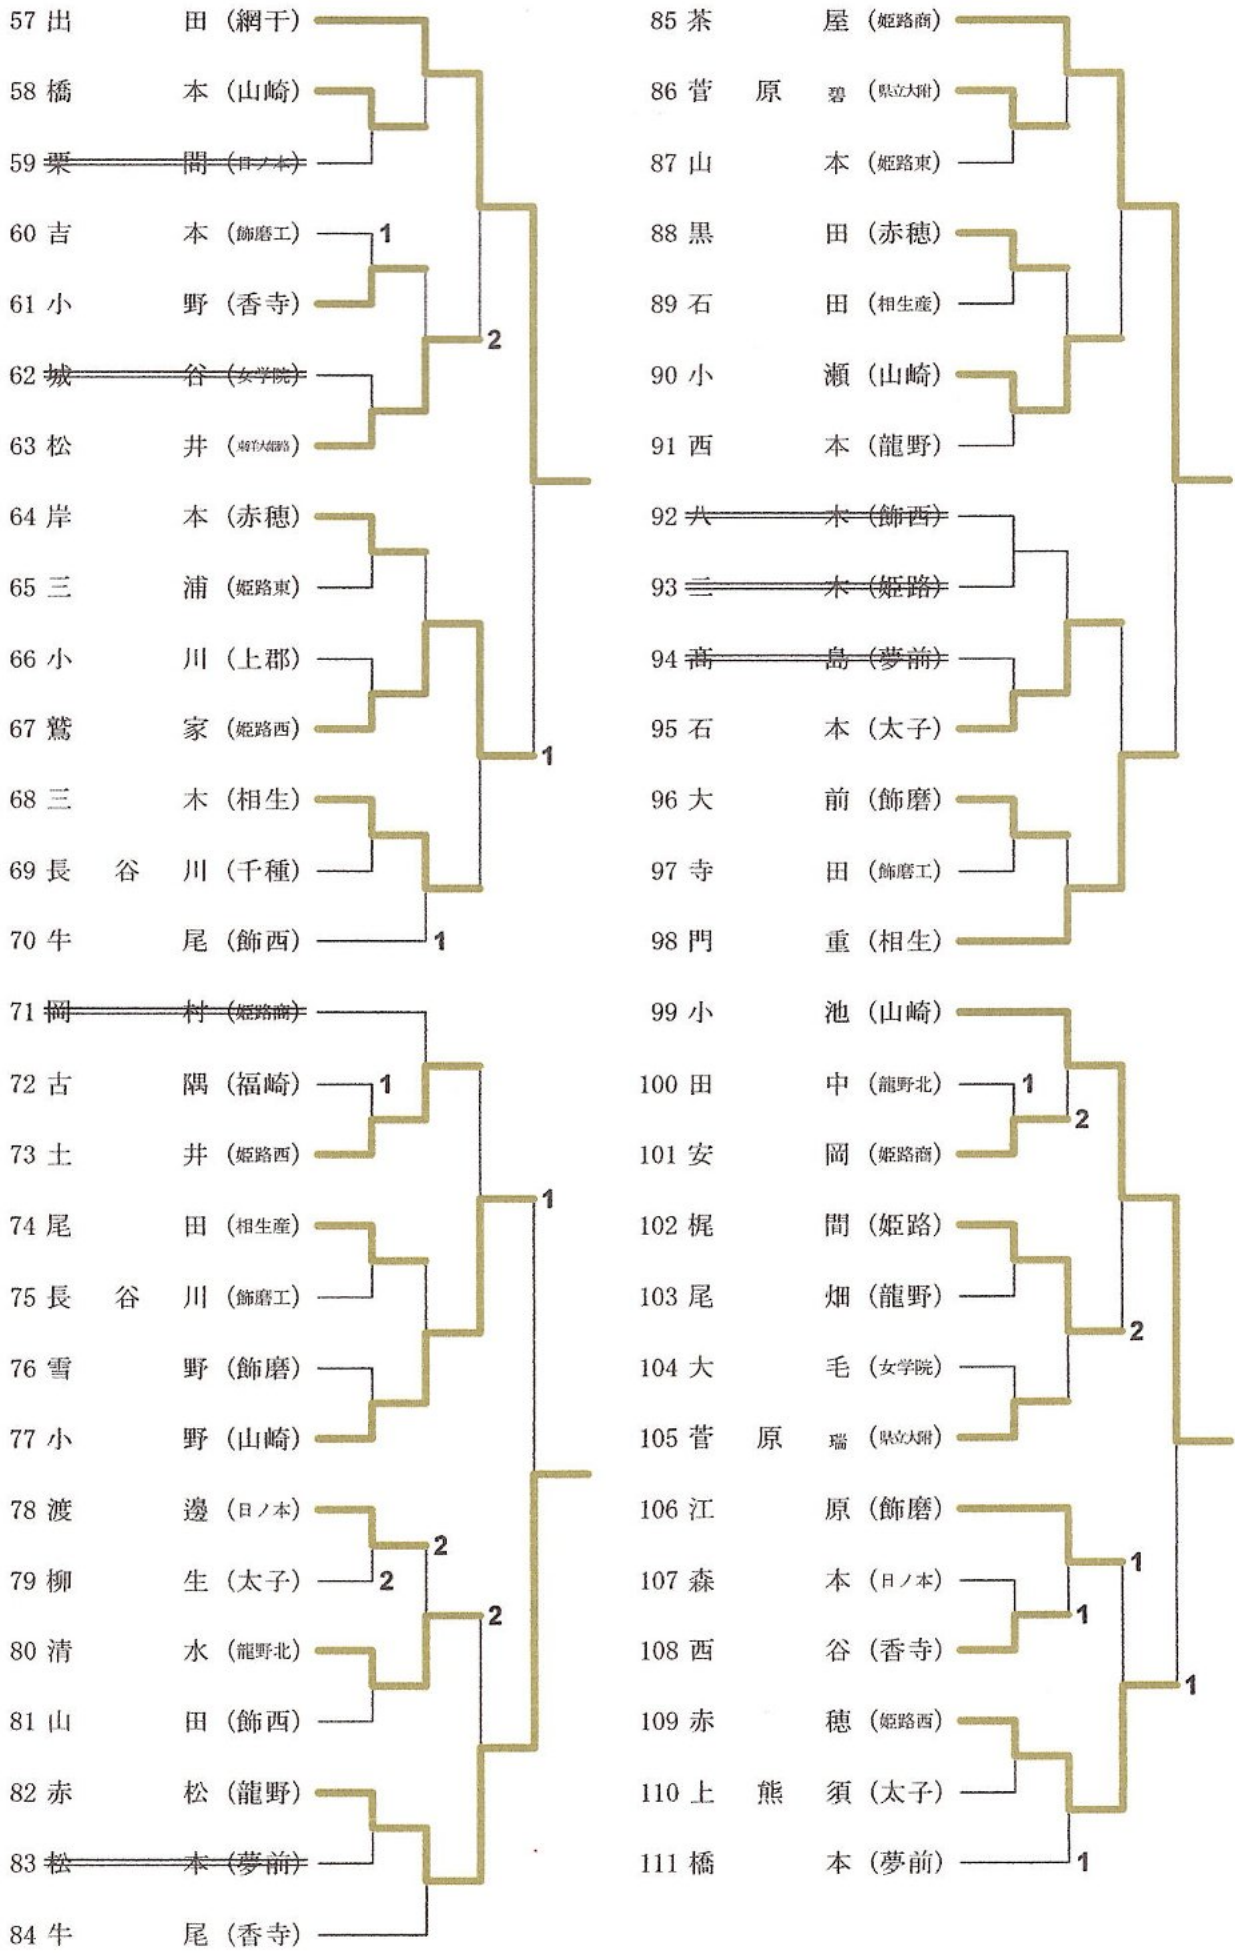 57 出田 (網干)
58 橋本 (山崎)
59 栗間 (日ノ本)
60 吉本 (飾磨工) 1
61 小野 (香寺)
2
62 城谷 (女学院)
63 松井 (東洋大姫路)
64 岸本 (赤穂)
65 三浦 (姫路東)
66 小川 (上郡)
67 鷲家 (姫路西)
1
68 三木 (相生)
69 長谷川 (千種)
70 牛尾 (飾西) 1
71 岡村 (姫路商)
72 古隅 (福崎) 1
73 土井 (姫路西)
1
74 尾田 (相生産)
75 長谷川 (飾磨工)
76 雪野 (飾磨)
77 小野 (山崎)
78 渡邊 (日ノ本)
2
79 柳生 (太子) 2
2
80 清水 (龍野北)
81 山田 (飾西)
82 赤松 (龍野)
83 松本 (夢前)
84 牛尾 (香寺)
85 茶屋 (姫路商)
86 菅原碧 (県立大附)
87 山本 (姫路東)
88 黒田 (赤穂)
89 石田 (相生産)
90 小瀬 (山崎)
91 西本 (龍野)
92 八木 (飾西)
93 二木 (姫路)
94 髙島 (夢前)
95 石本 (太子)
96 大前 (飾磨)
97 寺田 (飾磨工)
98 門重 (相生)
99 小池 (山崎)
100 田中 (龍野北) 1
2
101 安岡 (姫路商)
102 梶間 (姫路)
103 尾畑 (龍野)
2
104 大毛 (女学院)
105 菅原瑞 (県立大附)
106 江原 (飾磨)
1
107 森本 (日ノ本)
1
108 西谷 (香寺)
1
109 赤穂 (姫路西)
110 上熊須 (太子)
111 橋本 (夢前) 1